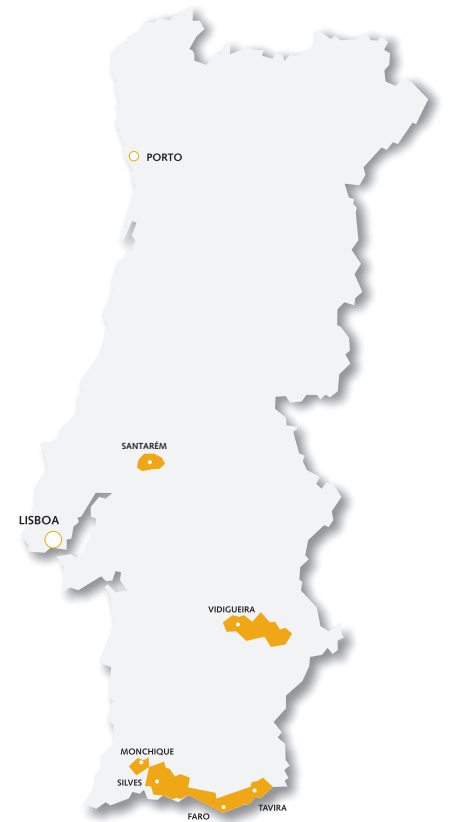 PORTO
SANTARÉM
LISBOA
VIDIGUEIRA
MONCHIQUE
SILVES
TAVIRA
FARO